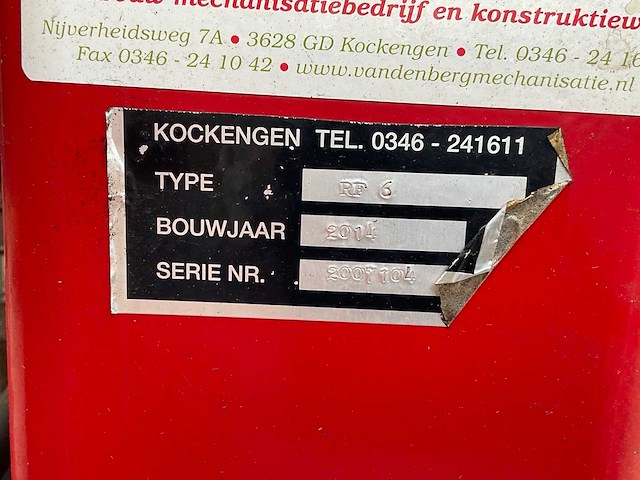 mechanisatiebedrijf en konstruktiew
Nijverheidsweg 7A • 3628 GD Kockengen • Tel. 0346 - 24 16
Fax 0346 - 24 10 42 • www.vandenbergmechanisatie.nl
KOCKENGEN TEL. 0346 - 241611
TYPE RF 6
BOUWJAAR 2014
SERIE NR. 2007104